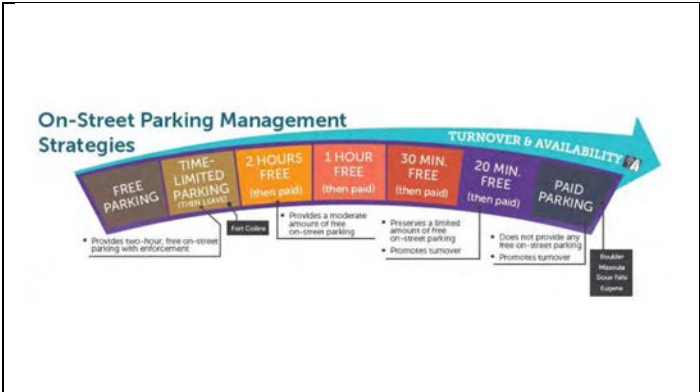 On-Street Parking Management
Strategies
TURNOVER & AVAILABILITY
FREE
PARKING
TIME-
LIMITED
PARKING
(THEN LEAVE)
2 HOURS
FREE
(then paid)
1 HOUR
FREE
(then paid)
30 MIN.
FREE
(then paid)
20 MIN.
FREE
(then paid)
PAID
PARKING
Fort Collins
• Provides two-hour, free on-street
parking with enforcement
• Provides a moderate
amount of free
on-street parking
• Preserves a limited
amount of free
on-street parking
• Promotes turnover
• Does not provide any
free on-street parking
• Promotes turnover
Boulder
Missoula
Sioux Falls
Eugene